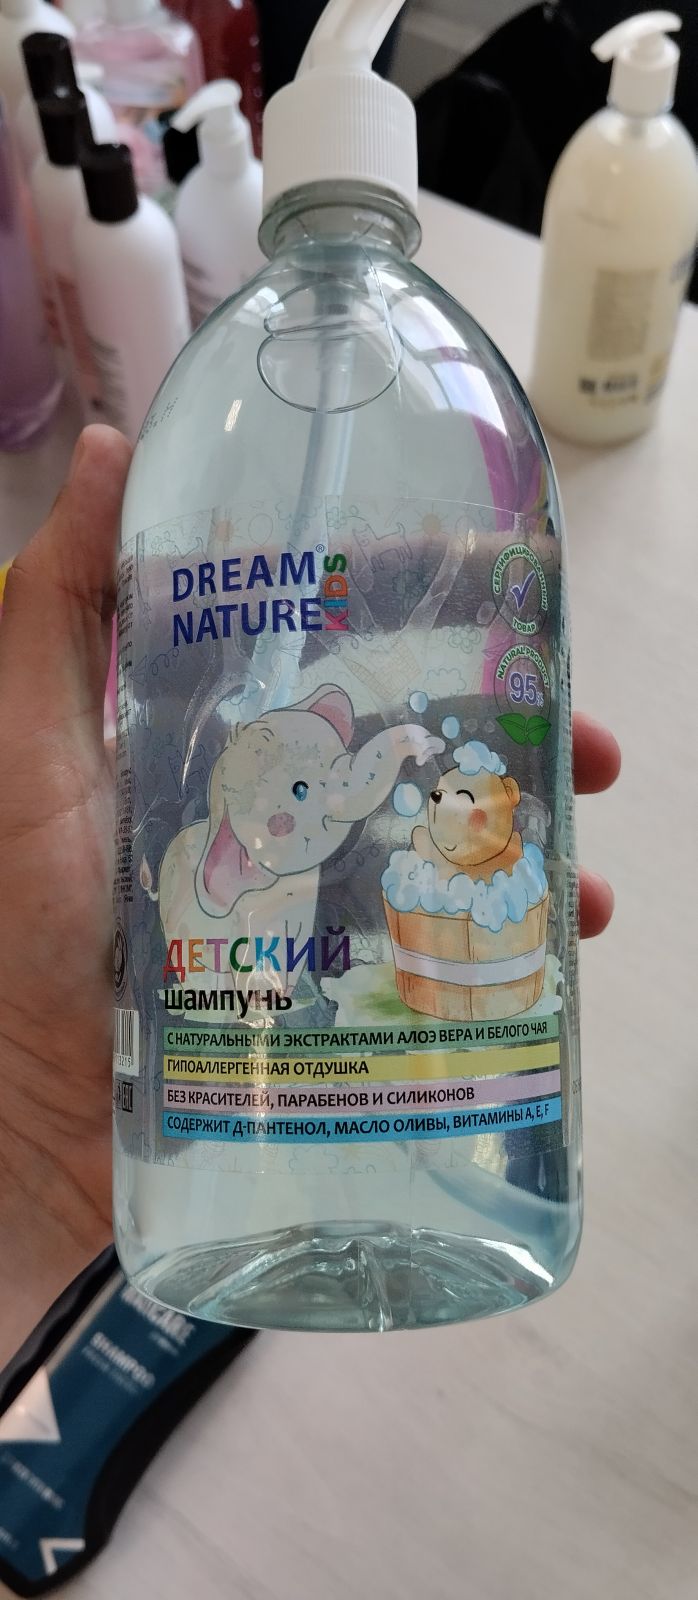 DREAM®
NATURE
KIDS
СЕРТИФИЦИРОВАННЫЙ
ТОВАР
NATURAL PRODUCT
95%
ДЕТСКИЙ
шампунь
С НАТУРАЛЬНЫМИ ЭКСТРАКТАМИ АЛОЭ ВЕРА И БЕЛОГО ЧАЯ
ГИПОАЛЛЕРГЕННАЯ ОТДУШКА
БЕЗ КРАСИТЕЛЕЙ, ПАРАБЕНОВ И СИЛИКОНОВ
СОДЕРЖИТ Д-ПАНТЕНОЛ, МАСЛО ОЛИВЫ, ВИТАМИНЫ А, Е, F
SHAMPOO